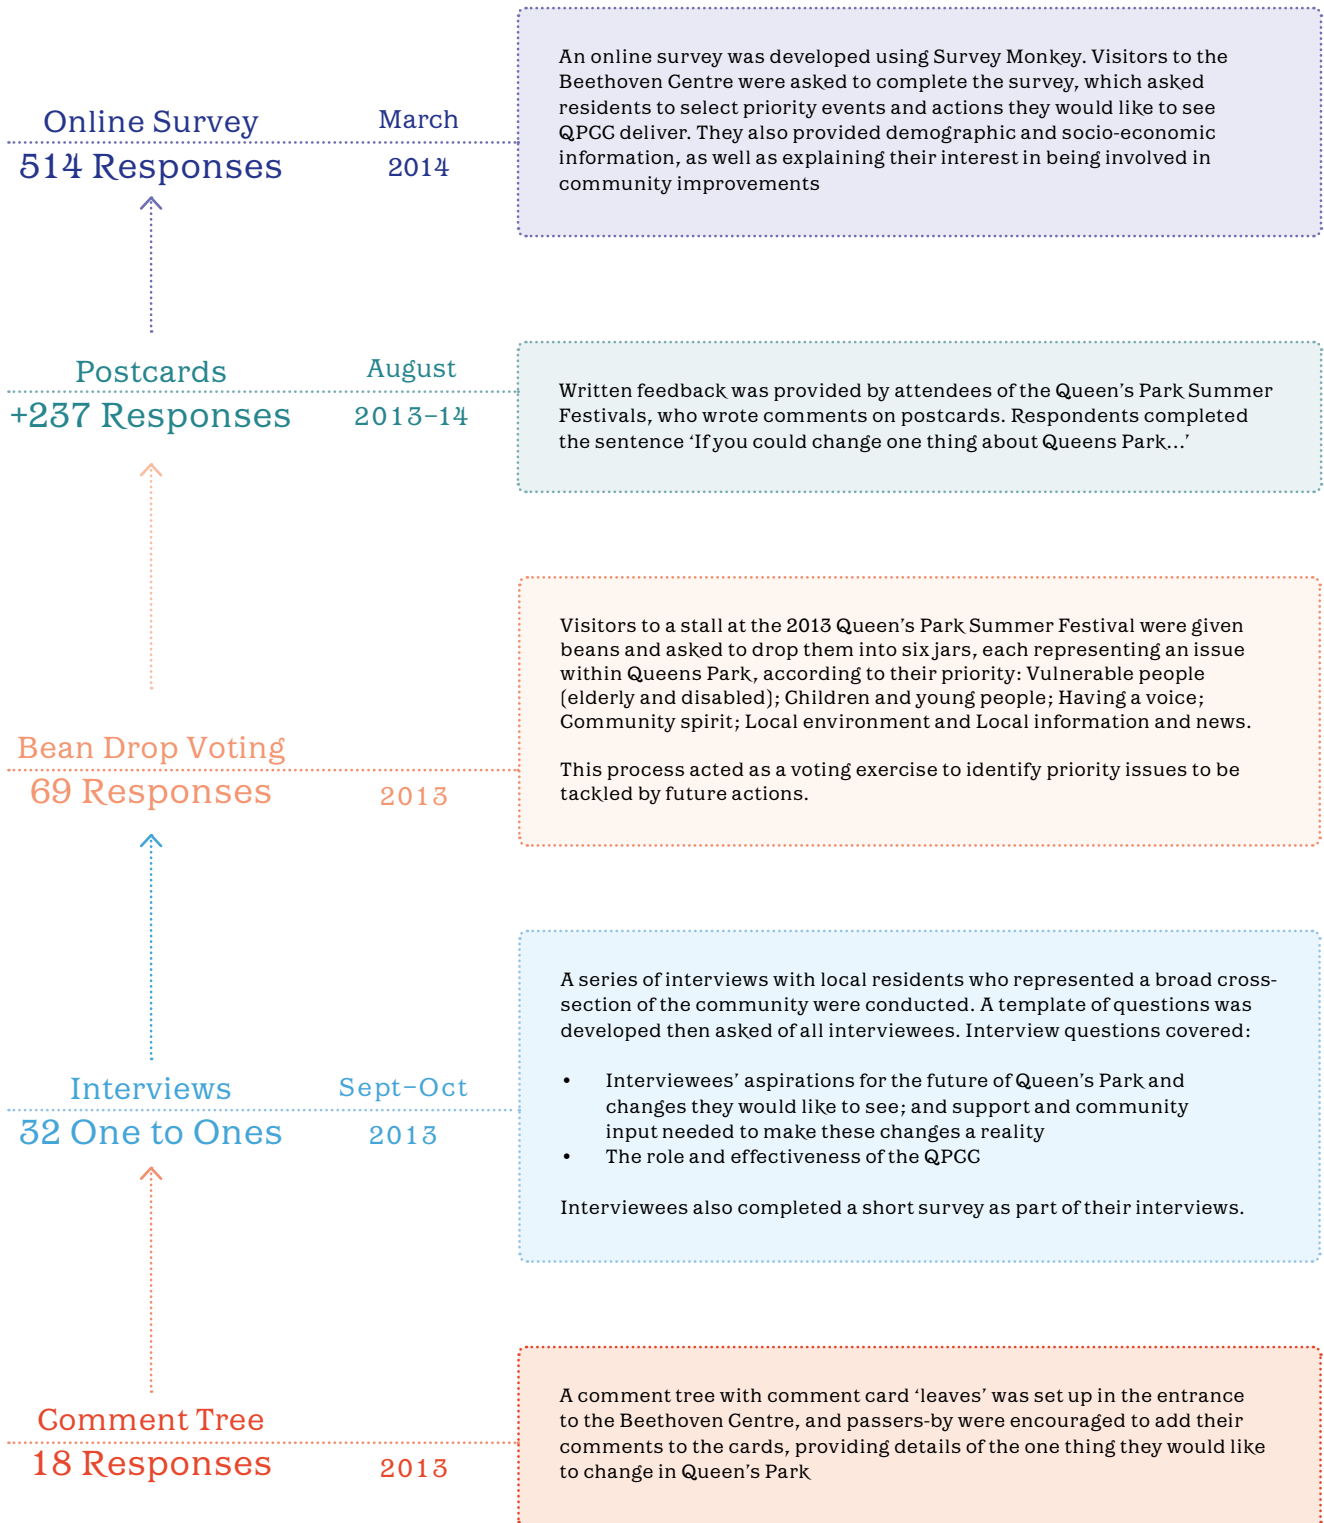 Online Survey
514 Responses
March
2014
An online survey was developed using Survey Monkey. Visitors to the
Beethoven Centre were asked to complete the survey, which asked
residents to select priority events and actions they would like to see
QPCC deliver. They also provided demographic and socio-economic
information, as well as explaining their interest in being involved in
community improvements
Postcards
+237 Responses
August
2013–14
Written feedback was provided by attendees of the Queen's Park Summer
Festivals, who wrote comments on postcards. Respondents completed
the sentence ‘If you could change one thing about Queens Park...’
Bean Drop Voting
69 Responses
2013
Visitors to a stall at the 2013 Queen's Park Summer Festival were given
beans and asked to drop them into six jars, each representing an issue
within Queens Park, according to their priority: Vulnerable people
(elderly and disabled); Children and young people; Having a voice;
Community spirit; Local environment and Local information and news.
This process acted as a voting exercise to identify priority issues to be
tackled by future actions.
Interviews
32 One to Ones
Sept–Oct
2013
A series of interviews with local residents who represented a broad cross-
section of the community were conducted. A template of questions was
developed then asked of all interviewees. Interview questions covered:
• Interviewees' aspirations for the future of Queen's Park and
changes they would like to see; and support and community
input needed to make these changes a reality
• The role and effectiveness of the QPCC
Interviewees also completed a short survey as part of their interviews.
Comment Tree
18 Responses
2013
A comment tree with comment card ‘leaves’ was set up in the entrance
to the Beethoven Centre, and passers-by were encouraged to add their
comments to the cards, providing details of the one thing they would like
to change in Queen's Park